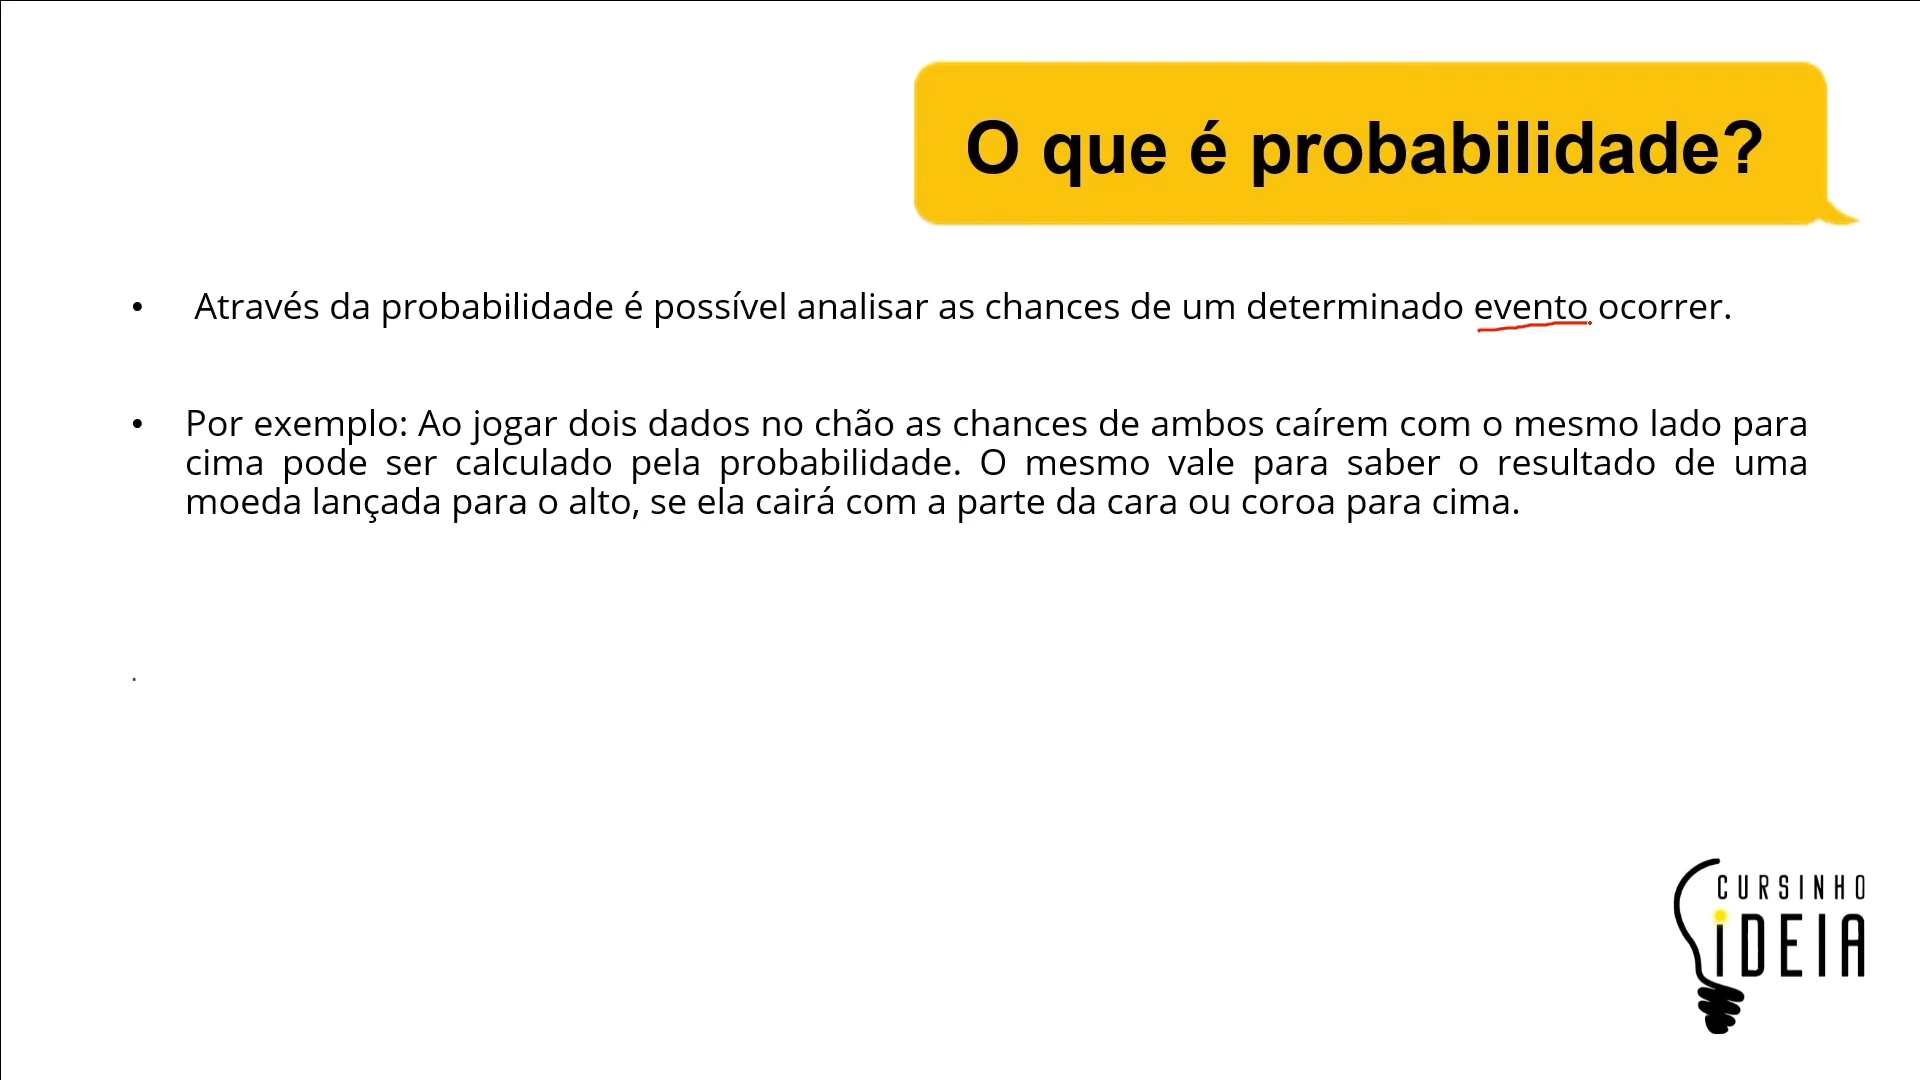 O que é probabilidade?
• Através da probabilidade é possível analisar as chances de um determinado evento ocorrer.
• Por exemplo: Ao jogar dois dados no chão as chances de ambos caírem com o mesmo lado para
cima pode ser calculado pela probabilidade. O mesmo vale para saber o resultado de uma
moeda lançada para o alto, se ela cairá com a parte da cara ou coroa para cima.
.
CURSINHO
iDEIA